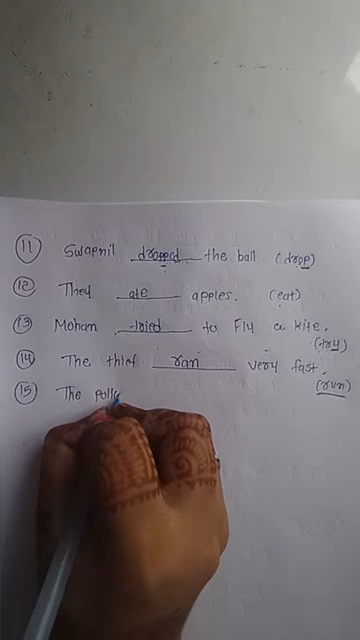 11 Swapnil dropped the ball. (drop)
12 They ate apples. (eat)
13 Mohan tried to Fly a kite. (try)
14 The thief ran very fast. (run)
15 The polic